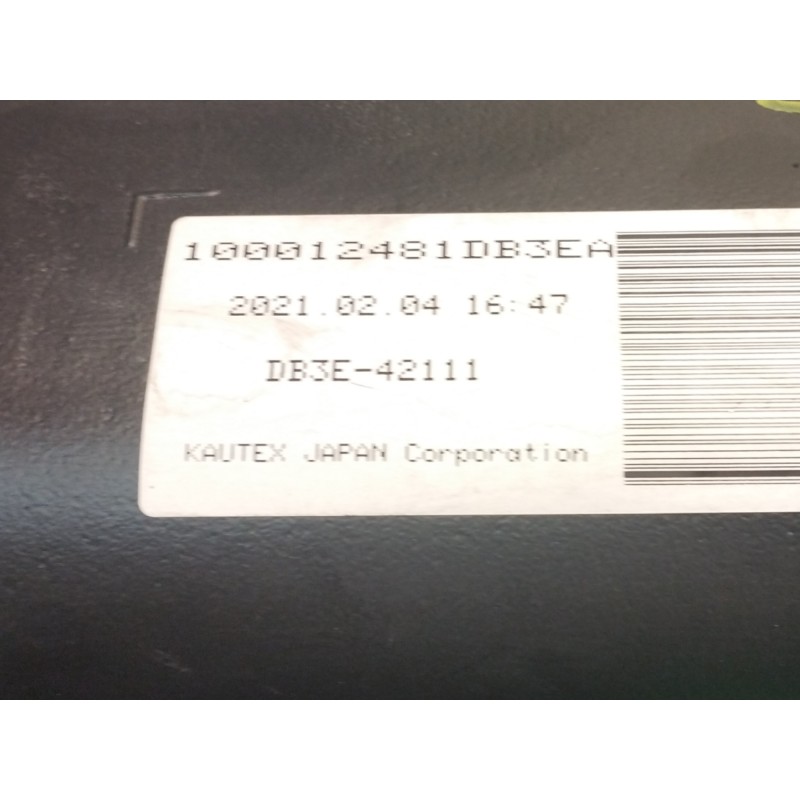 100012481DB3EA
2021.02.04 16:47
DB3E-42111
KAUTEX JAPAN Corporation